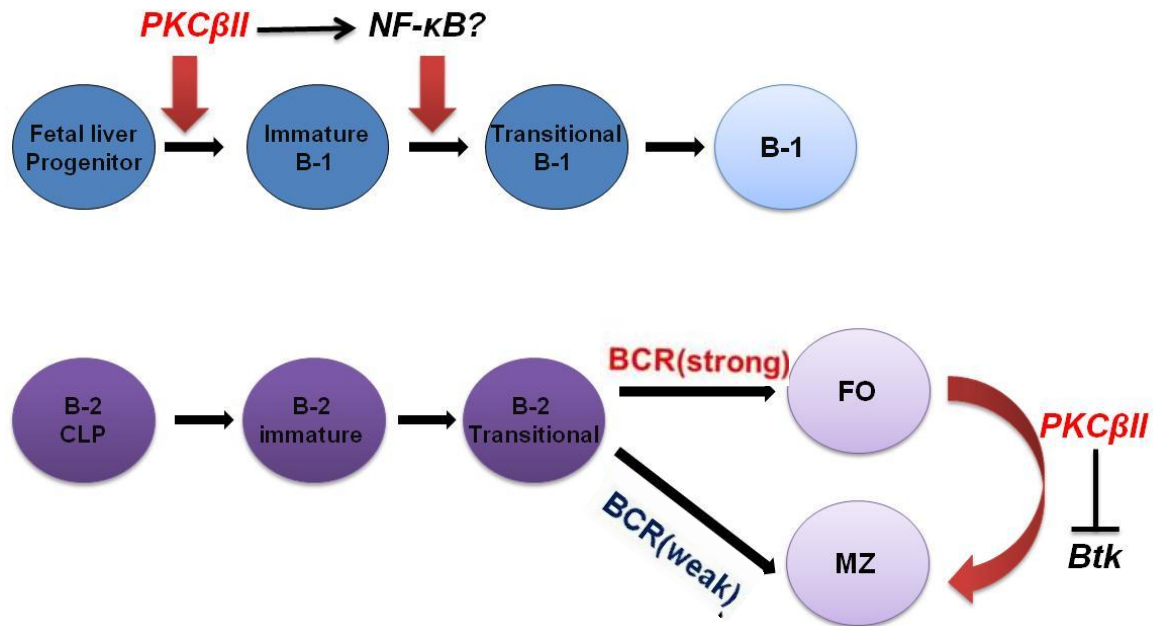 PKCβII NF-κB?
Fetal liver
Progenitor
Immature
B-1
Transitional
B-1
B-1
B-2
CLP
B-2
immature
B-2
Transitional
BCR(strong)
BCR(weak)
FO
MZ
PKCβII
Btk